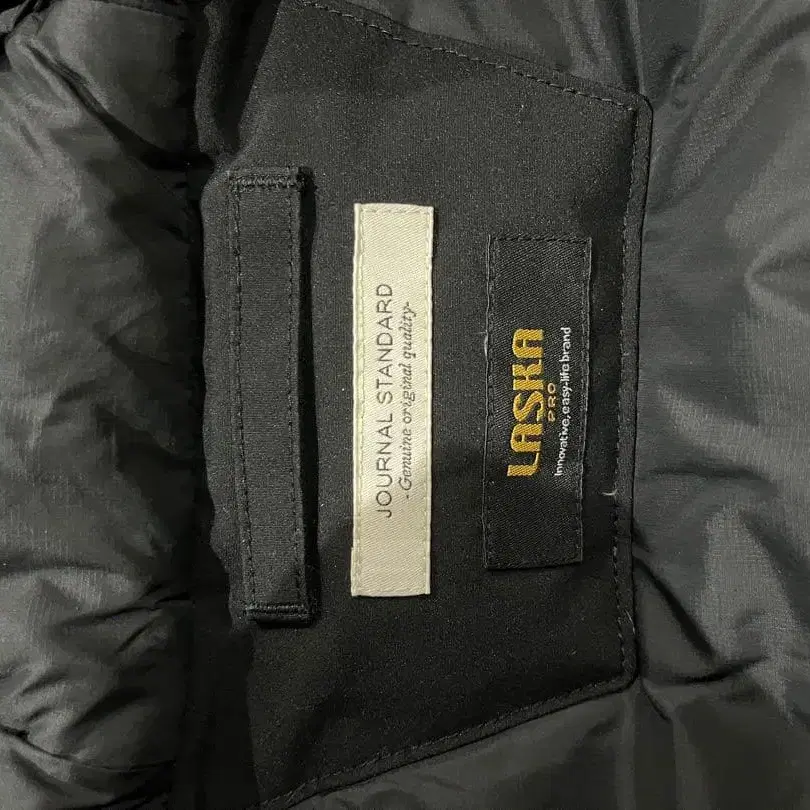 JOURNAL STANDARD
-Genuine original quality-
LASKA
PRO
Innovative, easy-life brand